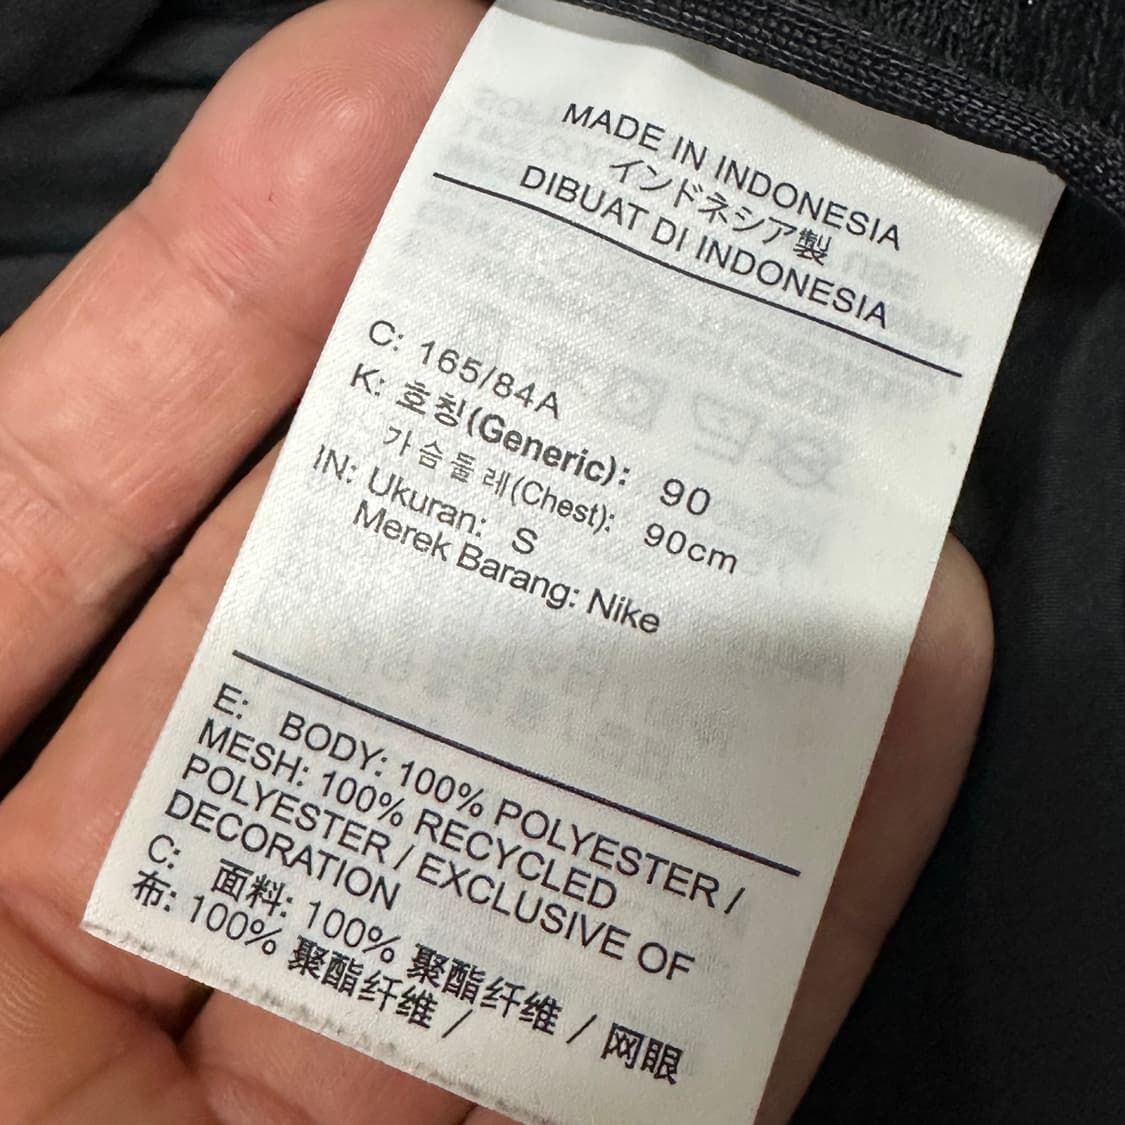 MADE IN INDONESIA
インドネシア製
DIBUAT DI INDONESIA
C: 165/84A
K: 호칭(Generic): 90
가슴둘레(Chest): 90cm
IN: Ukuran: S
Merek Barang: Nike
E: BODY: 100% POLYESTER /
MESH: 100% RECYCLED
POLYESTER / EXCLUSIVE OF
DECORATION
C: 面料: 100% 聚酯纤维 / 网眼
布: 100% 聚酯纤维 /